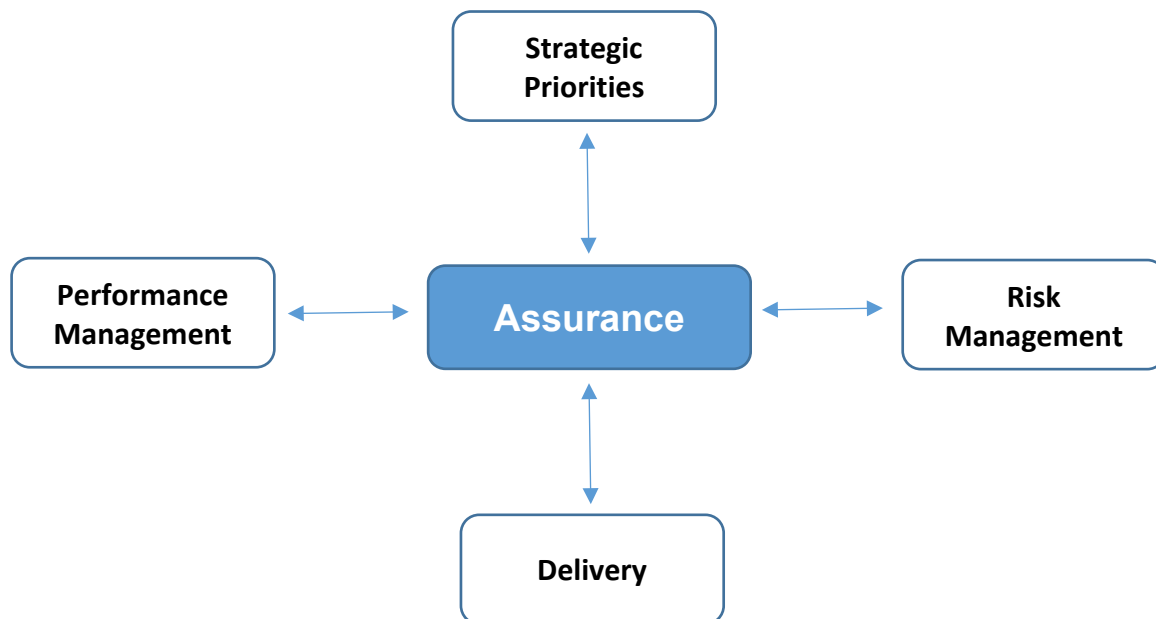 Strategic
Priorities
Performance
Management
Assurance
Risk
Management
Delivery